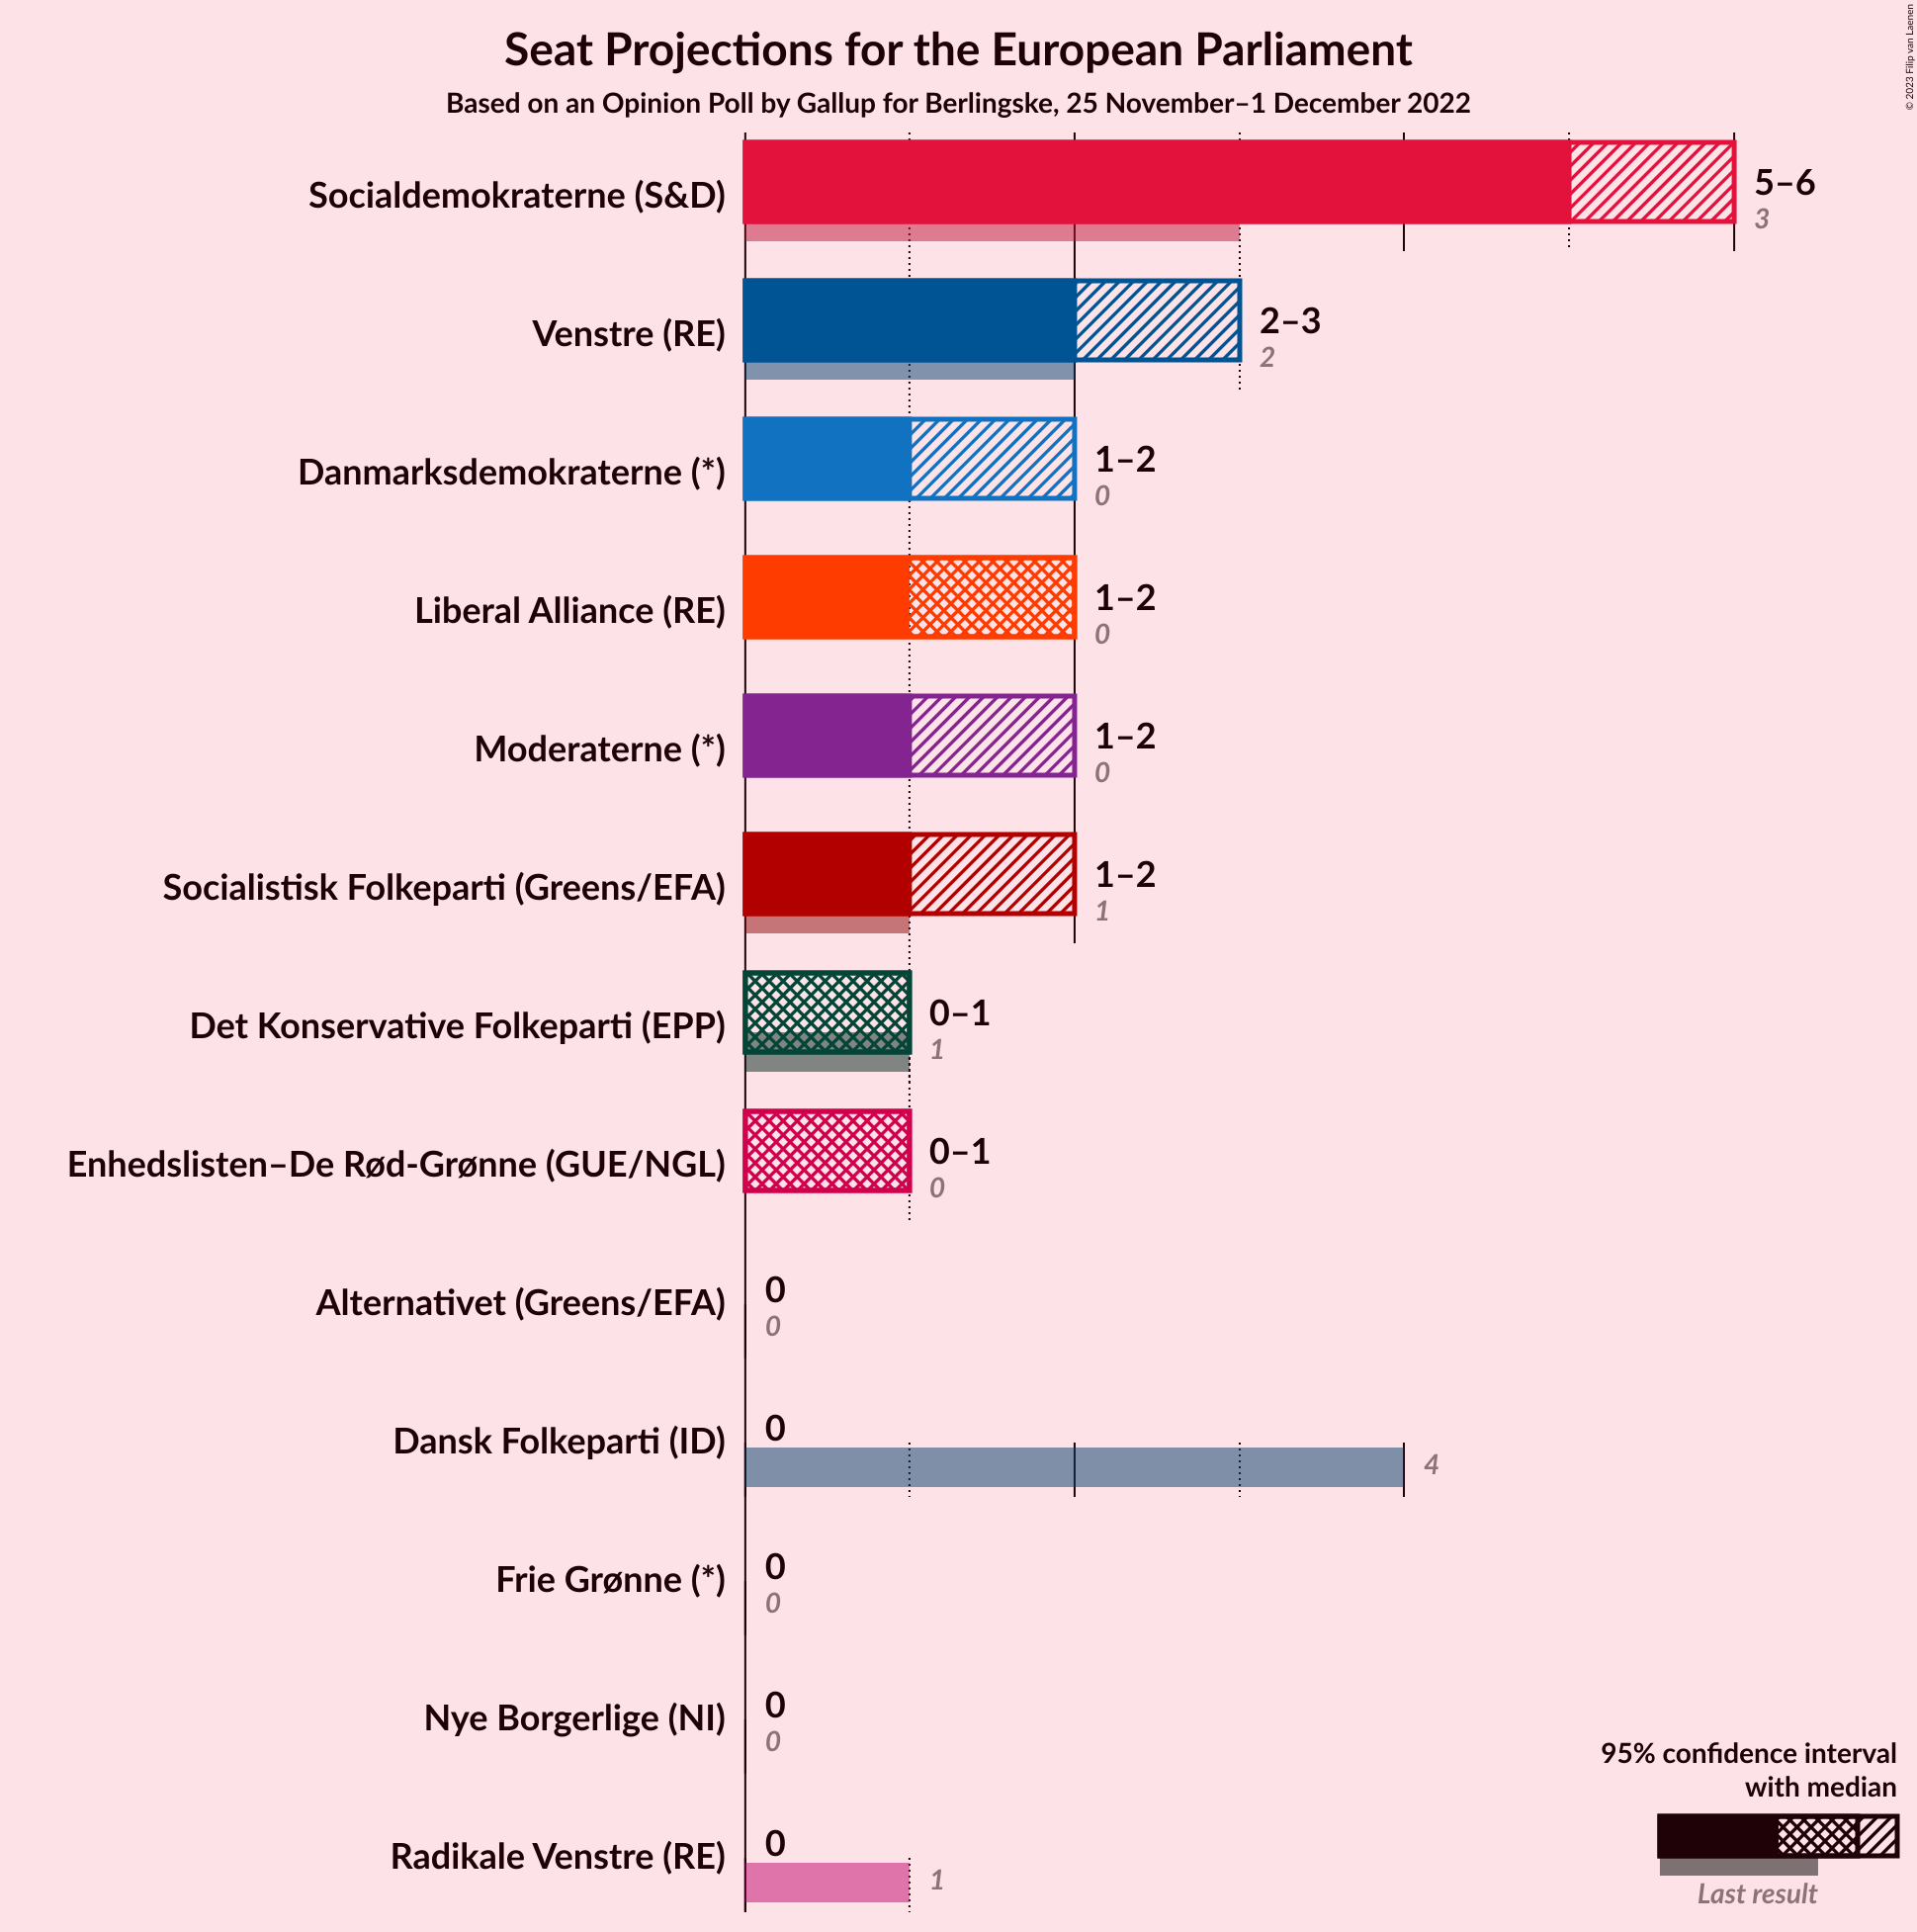 Seat Projections for the European Parliament
Based on an Opinion Poll by Gallup for Berlingske, 25 November–1 December 2022
© 2023 Filip van Laenen
Socialdemokraterne (S&D)
5–6
3
Venstre (RE)
2–3
2
Danmarksdemokraterne (*)
1–2
0
Liberal Alliance (RE)
1–2
0
Moderaterne (*)
1–2
0
Socialistisk Folkeparti (Greens/EFA)
1–2
1
Det Konservative Folkeparti (EPP)
0–1
1
Enhedslisten–De Rød-Grønne (GUE/NGL)
0–1
0
Alternativet (Greens/EFA)
0
0
Dansk Folkeparti (ID)
0
4
Frie Grønne (*)
0
0
Nye Borgerlige (NI)
0
0
Radikale Venstre (RE)
0
1
95% confidence interval
with median
Last result